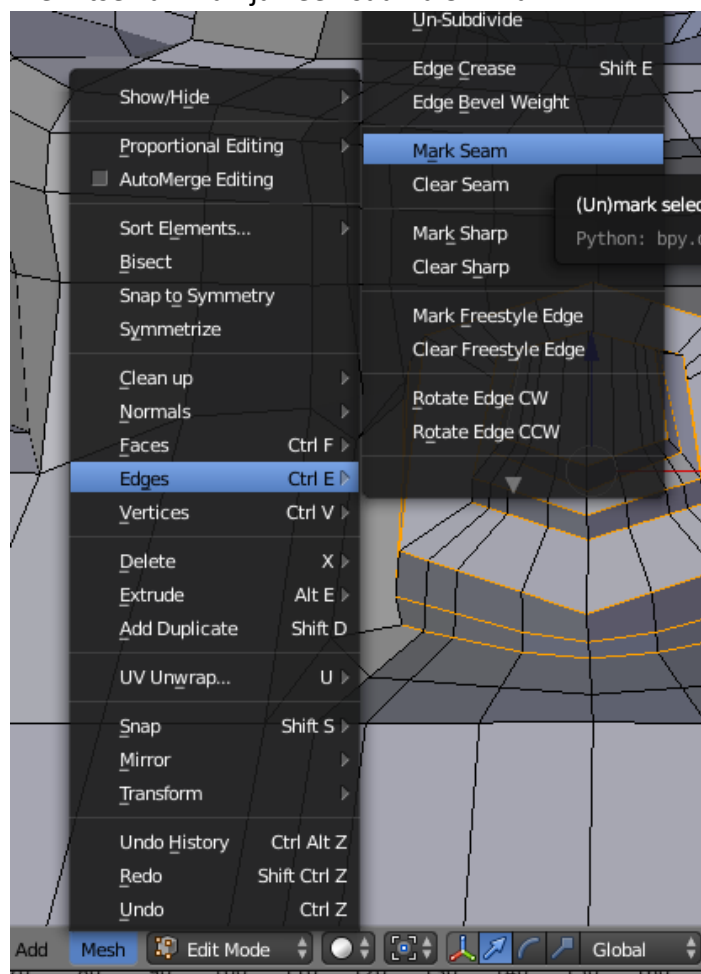 Un-Subdivide
Edge Crease Shift E
Edge Bevel Weight
Mark Seam
Clear Seam
Mark Sharp
Clear Sharp
Mark Freestyle Edge
Clear Freestyle Edge
Rotate Edge CW
Rotate Edge CCW
(Un)mark selec
Python: bpy.
Show/Hide
Proportional Editing
AutoMerge Editing
Sort Elements...
Bisect
Snap to Symmetry
Symmetrize
Clean up
Normals
Faces Ctrl F
Edges Ctrl E
Vertices Ctrl V
Delete X
Extrude Alt E
Add Duplicate Shift D
UV Unwrap... U
Snap Shift S
Mirror
Transform
Undo History Ctrl Alt Z
Redo Shift Ctrl Z
Undo Ctrl Z
Add Mesh Edit Mode Global